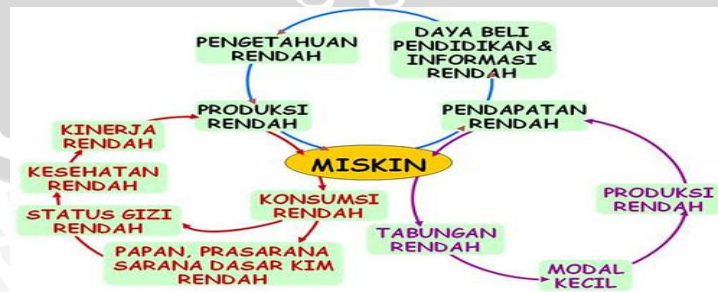 PENGETAHUAN
RENDAH
DAYA BELI
PENDIDIKAN &
INFORMASI
RENDAH
PRODUKSI
RENDAH
PENDAPATAN
RENDAH
KINERJA
RENDAH
MISKIN
KESEHATAN
RENDAH
KONSUMSI
RENDAH
PRODUKSI
RENDAH
STATUS GIZI
RENDAH
TABUNGAN
RENDAH
PAPAN, PRASARANA
SARANA DASAR KIM
RENDAH
MODAL
KECIL